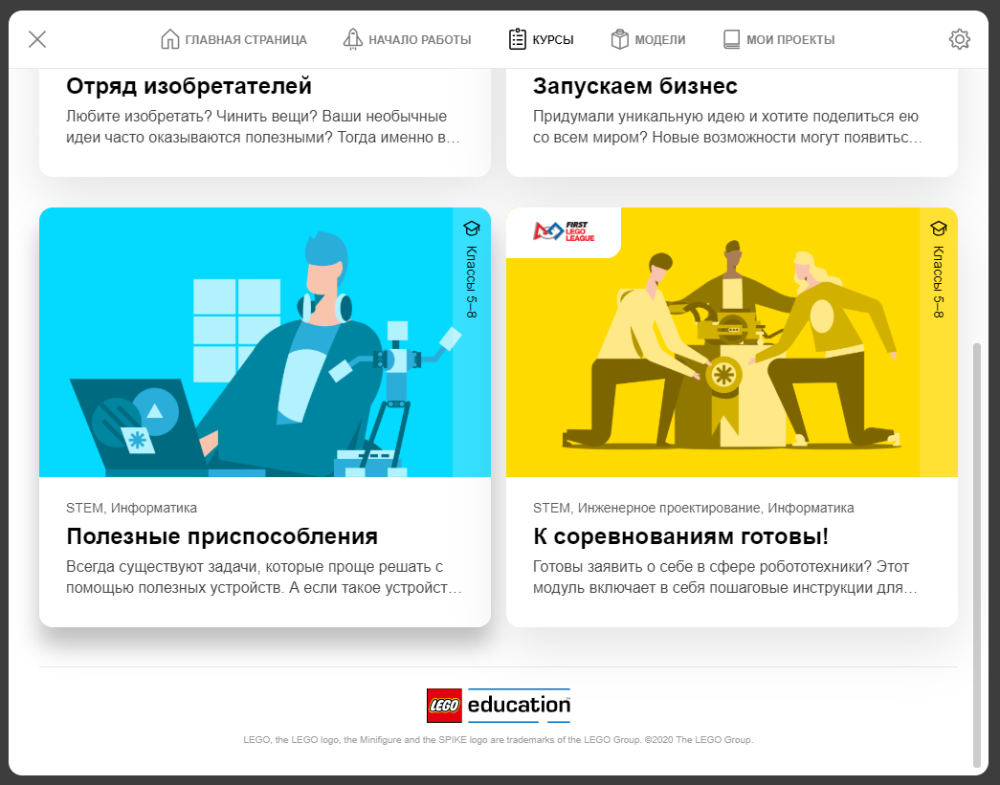 ГЛАВНАЯ СТРАНИЦА
НАЧАЛО РАБОТЫ
КУРСЫ
МОДЕЛИ
МОИ ПРОЕКТЫ
Отряд изобретателей
Любите изобретать? Чинить вещи? Ваши необычные
идеи часто оказываются полезными? Тогда именно в…
Запускаем бизнес
Придумали уникальную идею и хотите поделиться ею
со всем миром? Новые возможности могут появитьс…
Классы 5–8
STEM, Информатика
Полезные приспособления
Всегда существуют задачи, которые проще решать с
помощью полезных устройств. А если такое устройст…
FIRST
LEGO
LEAGUE
Классы 5–8
STEM, Инженерное проектирование, Информатика
К соревнованиям готовы!
Готовы заявить о себе в сфере робототехники? Этот
модуль включает в себя пошаговые инструкции для…
LEGO education
LEGO, the LEGO logo, the Minifigure and the SPIKE logo are trademarks of the LEGO Group. ©2020 The LEGO Group.